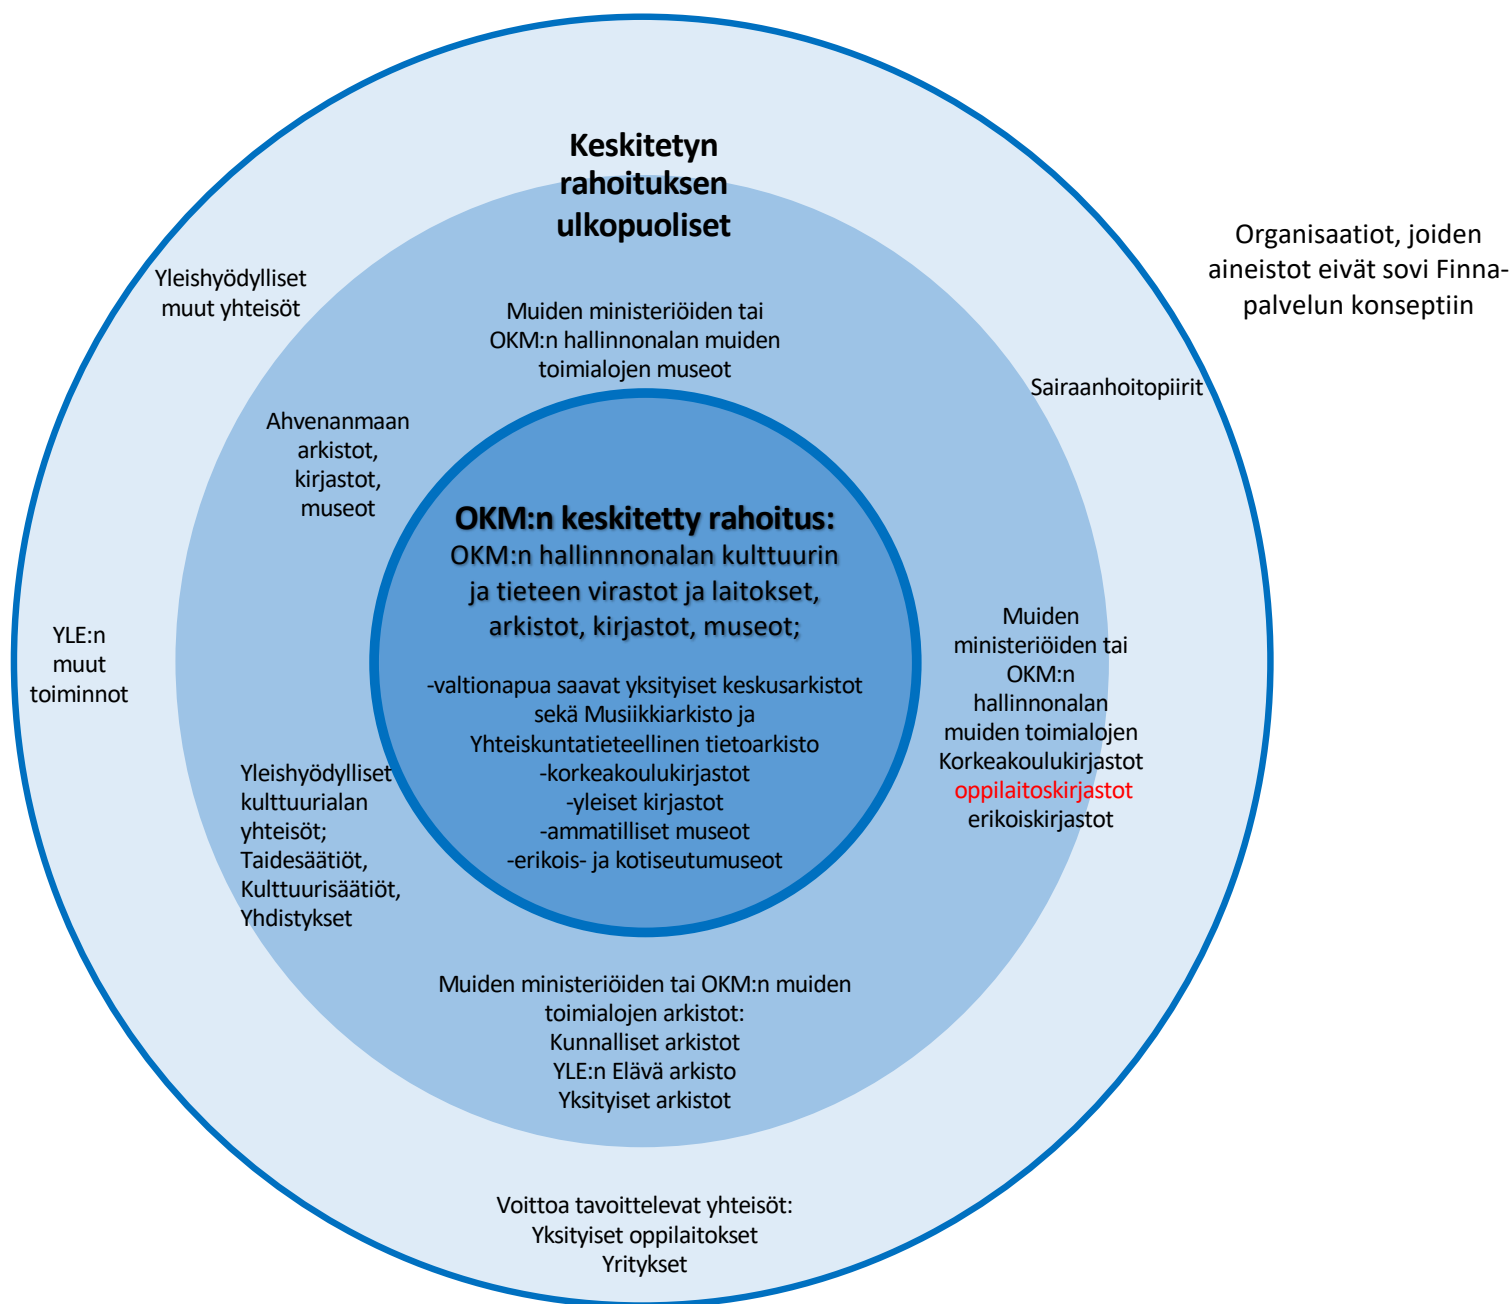 Keskitetyn
rahoituksen
ulkopuoliset
Organisaatiot, joiden
aineistot eivät sovi Finna-
palvelun konseptiin
Yleishyödylliset
muut yhteisöt
Muiden ministeriöiden tai
OKM:n hallinnonalan muiden
toimialojen museot
Sairaanhoitopiirit
Ahvenanmaan
arkistot,
kirjastot,
museot
OKM:n keskitetty rahoitus:
OKM:n hallinnnonalan kulttuurin
ja tieteen virastot ja laitokset,
arkistot, kirjastot, museot;
-valtionapua saavat yksityiset keskusarkistot
sekä Musiikkiarkisto ja
Yhteiskuntatieteellinen tietoarkisto
-korkeakoulukirjastot
-yleiset kirjastot
-ammatilliset museot
-erikois- ja kotiseutumuseot
YLE:n
muut
toiminnot
Muiden
ministeriöiden tai
OKM:n
hallinnonalan
muiden toimialojen
Korkeakoulukirjastot
oppilaitoskirjastot
erikoiskirjastot
Yleishyödylliset
kulttuurialan
yhteisöt;
Taidesäätiöt,
Kulttuurisäätiöt,
Yhdistykset
Muiden ministeriöiden tai OKM:n muiden
toimialojen arkistot:
Kunnalliset arkistot
YLE:n Elävä arkisto
Yksityiset arkistot
Voittoa tavoittelevat yhteisöt:
Yksityiset oppilaitokset
Yritykset